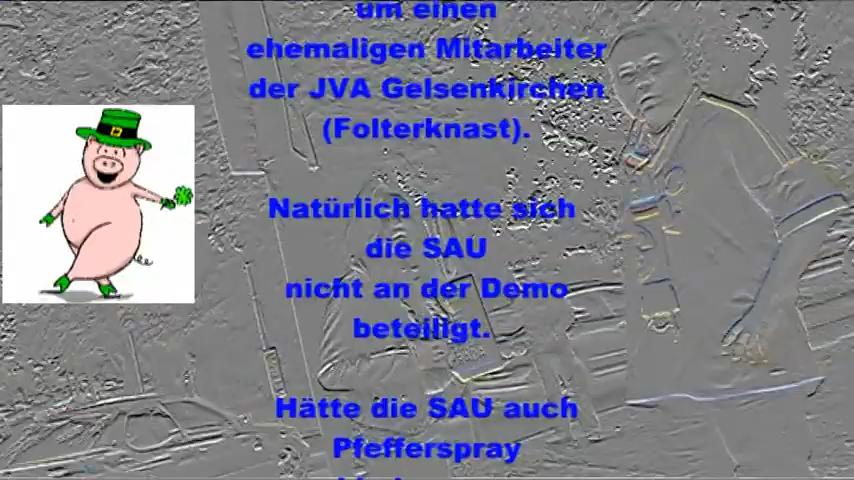 um einen
ehemaligen Mitarbeiter
der JVA Gelsenkirchen
(Folterknast).
Natürlich hatte sich
die SAU
nicht an der Demo
beteiligt.
Hätte die SAU auch
Pfefferspray